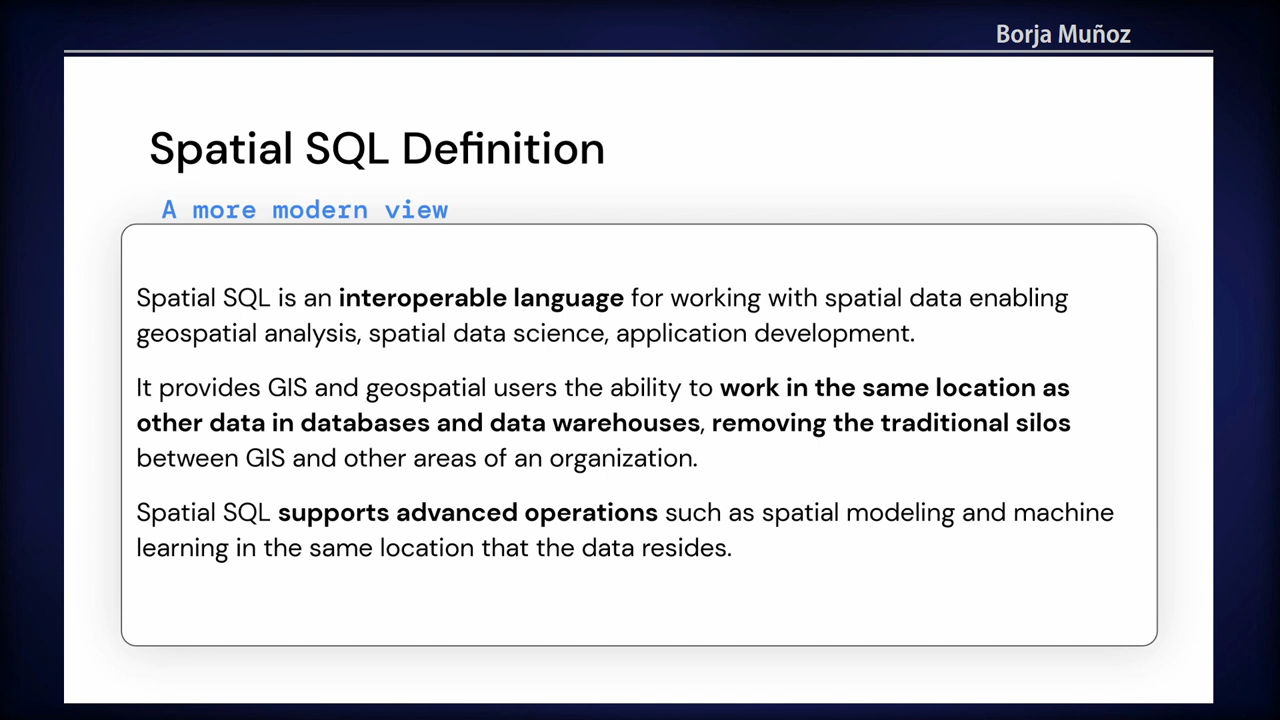 Borja Muñoz
Spatial SQL Definition
A more modern view
Spatial SQL is an interoperable language for working with spatial data enabling
geospatial analysis, spatial data science, application development.
It provides GIS and geospatial users the ability to work in the same location as
other data in databases and data warehouses, removing the traditional silos
between GIS and other areas of an organization.
Spatial SQL supports advanced operations such as spatial modeling and machine
learning in the same location that the data resides.